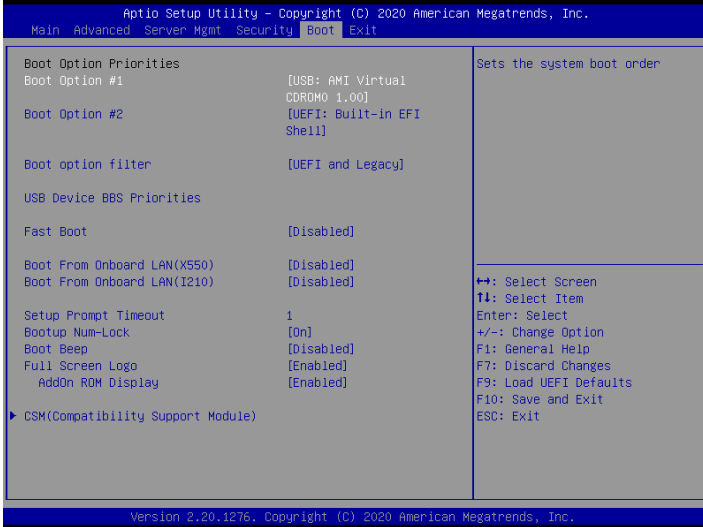 Aptio Setup Utility – Copyright (C) 2020 American Megatrends, Inc.
Main Advanced Server Mgmt Security Boot Exit
Boot Option Priorities
Boot Option #1 [USB: AMI Virtual
CDROM0 1.00]
Boot Option #2 [UEFI: Built-in EFI
Shell]
Boot option filter [UEFI and Legacy]
USB Device BBS Priorities
Fast Boot [Disabled]
Boot From Onboard LAN(X550) [Disabled]
Boot From Onboard LAN(I210) [Disabled]
Setup Prompt Timeout 1
Bootup Num-Lock [On]
Boot Beep [Disabled]
Full Screen Logo [Enabled]
AddOn ROM Display [Enabled]
CSM(Compatibility Support Module)
Sets the system boot order
↔: Select Screen
↑↓: Select Item
Enter: Select
+/-: Change Option
F1: General Help
F7: Discard Changes
F9: Load UEFI Defaults
F10: Save and Exit
ESC: Exit
Version 2.20.1276. Copyright (C) 2020 American Megatrends, Inc.